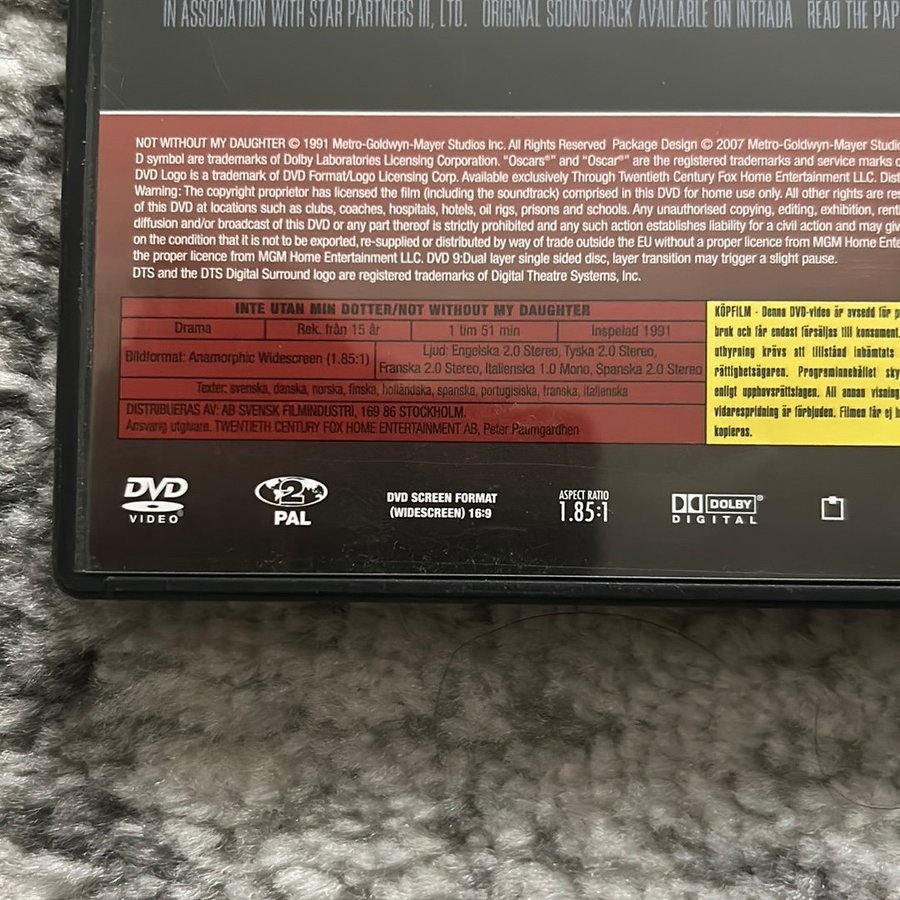 IN ASSOCIATION WITH STAR PARTNERS III, LTD. ORIGINAL SOUNDTRACK AVAILABLE ON INTRADA READ THE PAP
NOT WITHOUT MY DAUGHTER © 1991 Metro-Goldwyn-Mayer Studios Inc. All Rights Reserved Package Design © 2007 Metro-Goldwyn-Mayer Studio
D symbol are trademarks of Dolby Laboratories Licensing Corporation. "Oscars®" and "Oscar®" are the registered trademarks and service marks o
DVD Logo is a trademark of DVD Format/Logo Licensing Corp. Available exclusively Through Twentieth Century Fox Home Entertainment LLC. Dist
Warning: The copyright proprietor has licensed the film (including the soundtrack) comprised in this DVD for home use only. All other rights are res
of this DVD at locations such as clubs, coaches, hospitals, hotels, oil rigs, prisons and schools. Any unauthorised copying, editing, exhibition, rent
diffusion and/or broadcast of this DVD or any part thereof is strictly prohibited and any such action establishes liability for a civil action and may giv
on the condition that it is not to be exported, re-supplied or distributed by way of trade outside the EU without a proper licence from MGM Home Ente
the proper licence from MGM Home Entertainment LLC. DVD 9:Dual layer single sided disc, layer transition may trigger a slight pause.
DTS and the DTS Digital Surround logo are registered trademarks of Digital Theatre Systems, Inc.
INTE UTAN MIN DOTTER/NOT WITHOUT MY DAUGHTER
Drama Rek. från 15 år 1 tim 51 min Inspelad 1991
Bildformat: Anamorphic Widescreen (1.85:1)
Ljud: Engelska 2.0 Stereo, Tyska 2.0 Stereo,
Franska 2.0 Stereo, Italienska 1.0 Mono, Spanska 2.0 Stereo
Texter: svenska, danska, norska, finska, holländska, spanska, portugisiska, franska, italienska
DISTRIBUERAS AV: AB SVENSK FILMINDUSTRI, 169 86 STOCKHOLM.
Ansvarig utgivare. TWENTIETH CENTURY FOX HOME ENTERTAINMENT AB, Peter Paumgardhen
KÖPFILM - Denna DVD-video är avsedd för p
bruk och får endast försäljas till konsument.
uthyrning krävs att tillstånd inhämtats
rättighetsägaren. Programinnehållet sky
enligt upphovsrättslagen. All annan visning
vidarespridning är förbjuden. Filmen får ej h
kopieras.
DVD VIDEO
2 PAL
DVD SCREEN FORMAT
(WIDESCREEN) 16:9
ASPECT RATIO
1.85:1
DOLBY®
DIGITAL